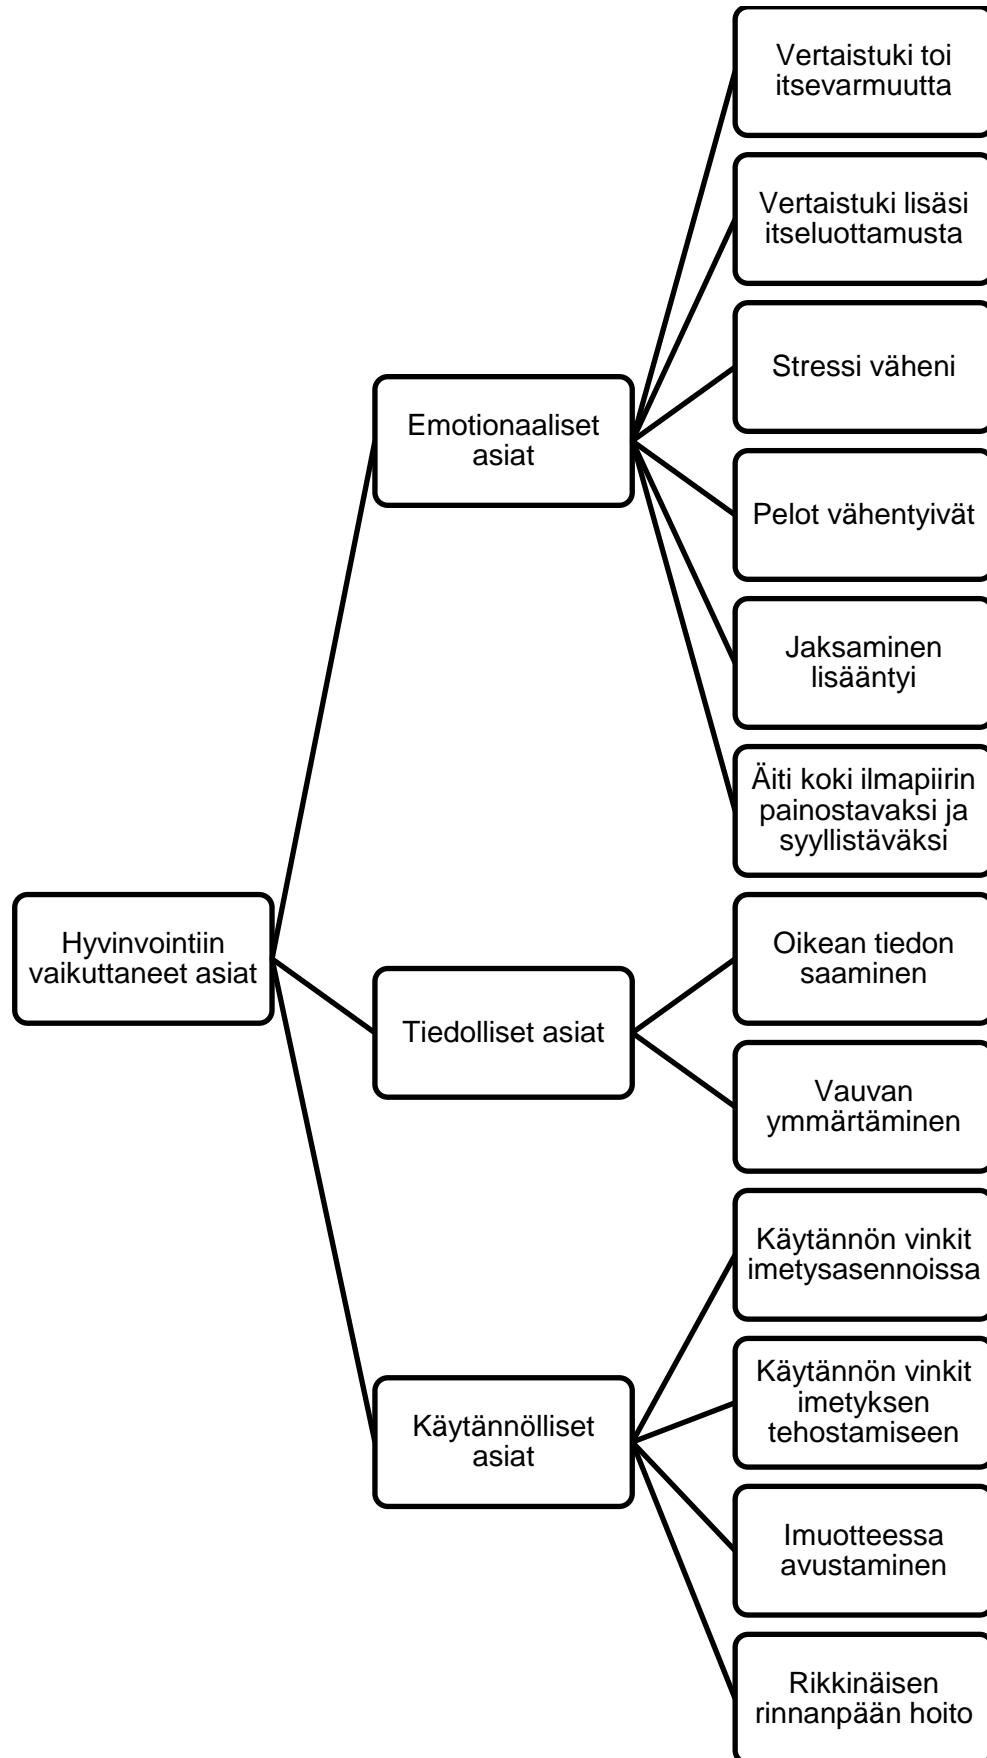 Vertaistuki toi
itsevarmuutta
Vertaistuki lisäsi
itseluottamusta
Stressi väheni
Emotionaaliset
asiat
Pelot vähentyivät
Jaksaminen
lisääntyi
Äiti koki ilmapiirin
painostavaksi ja
syyllistäväksi
Hyvinvointiin
vaikuttaneet asiat
Oikean tiedon
saaminen
Tiedolliset asiat
Vauvan
ymmärtäminen
Käytännön vinkit
imetysasennoissa
Käytännön vinkit
imetyksen
tehostamiseen
Käytännölliset
asiat
Imuotteessa
avustaminen
Rikkinäisen
rinnanpään hoito